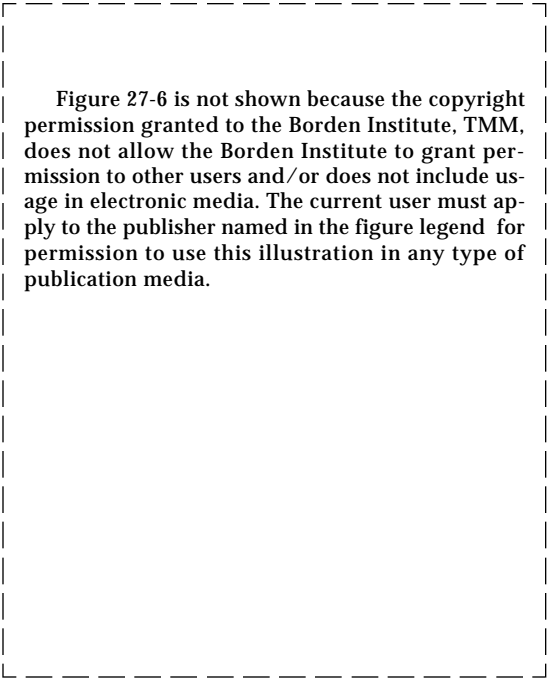 Figure 27-6 is not shown because the copyright
permission granted to the Borden Institute, TMM,
does not allow the Borden Institute to grant per-
mission to other users and/or does not include us-
age in electronic media. The current user must ap-
ply to the publisher named in the figure legend  for
permission to use this illustration in any type of
publication media.